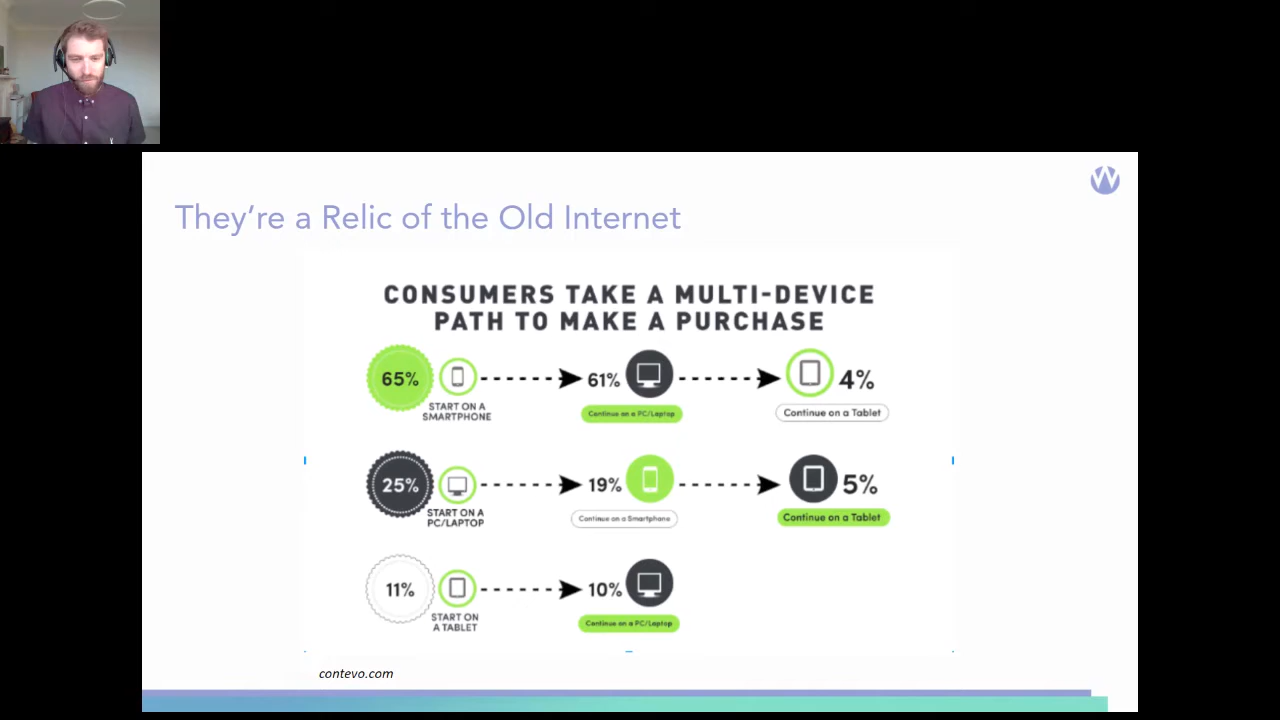 They're a Relic of the Old Internet
CONSUMERS TAKE A MULTI-DEVICE
PATH TO MAKE A PURCHASE
65%
START ON A
SMARTPHONE
61%
Continue on a PC/Laptop
4%
Continue on a Tablet
25%
START ON A
PC/LAPTOP
19%
Continue on a Smartphone
5%
Continue on a Tablet
11%
START ON
A TABLET
10%
Continue on a PC/Laptop
contevo.com